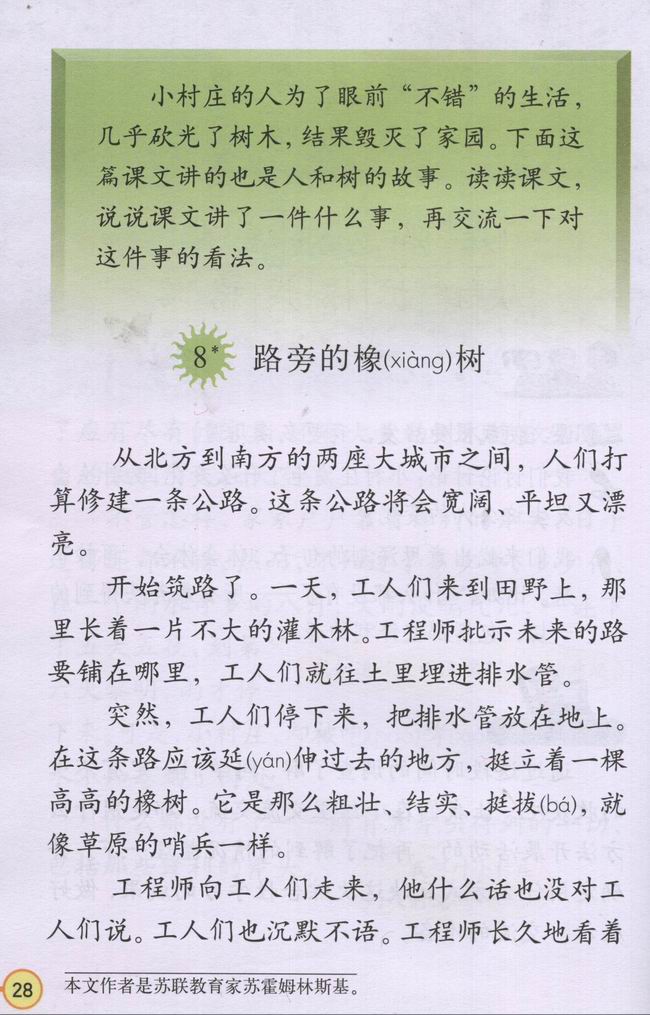 小村庄的人为了眼前“不错”的生活，
几乎砍光了树木，结果毁灭了家园。下面这
篇课文讲的也是人和树的故事。读读课文，
说说课文讲了一件什么事，再交流一下对
这件事的看法。
8* 路旁的橡(xiàng)树
从北方到南方的两座大城市之间，人们打
算修建一条公路。这条公路将会宽阔、平坦又漂
亮。
开始筑路了。一天，工人们来到田野上，那
里长着一片不大的灌木林。工程师批示未来的路
要铺在哪里，工人们就往土里埋进排水管。
突然，工人们停下来，把排水管放在地上。
在这条路应该延(yán)伸过去的地方，挺立着一棵
高高的橡树。它是那么粗壮、结实、挺拔(bá)，就
像草原的哨兵一样。
工程师向工人们走来，他什么话也没对工
人们说。工人们也沉默不语。工程师长久地看着
本文作者是苏联教育家苏霍姆林斯基。
28